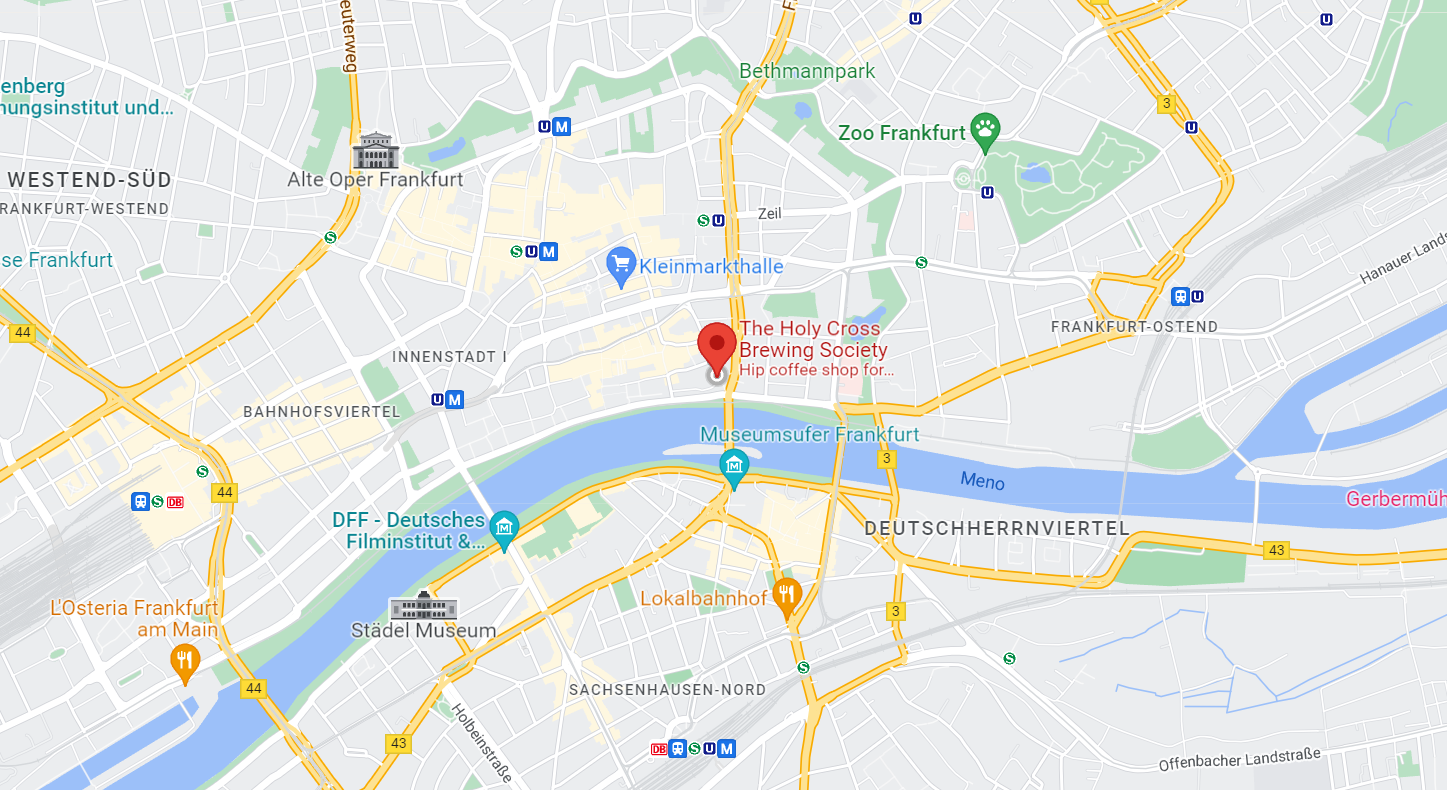 euterweg
F
U
U
Bethmannpark
enberg
nungsinstitut und...
3
U
M
U
Zoo Frankfurt
Alte Oper Frankfurt
WESTEND-SÜD
RANKFURT-WESTEND
U
S
U
Zeil
S
Hanauer Lands
S
U
M
se Frankfurt
Kleinmarkthalle
S
U
44
FRANKFURT-OSTEND
The Holy Cross
Brewing Society
Hip coffee shop for...
INNENSTADT I
U
M
BAHNHOFSVIERTEL
Museumsufer Frankfurt
3
S
Meno
44
S
DB
Gerbermüh
DFF - Deutsches
Filminstitut &...
DEUTSCHHERRNVIERTEL
43
L'Osteria Frankfurt
am Main
Lokalbahnhof
3
Städel Museum
S
S
44
SACHSENHAUSEN-NORD
Holbeinstraße
43
DB
S
U
M
Offenbacher Landstraße